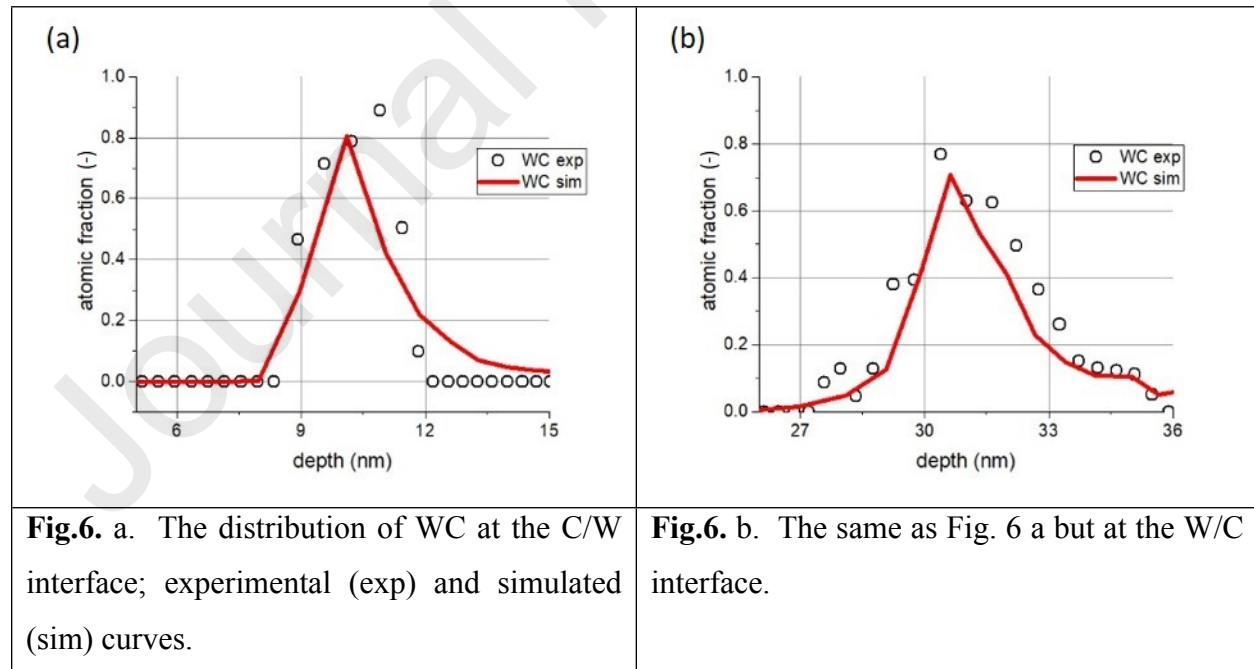 (a)
1.0
0.8
0.6
0.4
0.2
0.0
atomic fraction (-)
WC exp
WC sim
6 9 12 15
depth (nm)
(b)
1.0
0.8
0.6
0.4
0.2
0.0
atomic fraction (-)
WC exp
WC sim
27 30 33 36
depth (nm)
Fig.6. a. The distribution of WC at the C/W
interface; experimental (exp) and simulated
(sim) curves.
Fig.6. b. The same as Fig. 6 a but at the W/C
interface.
Journal